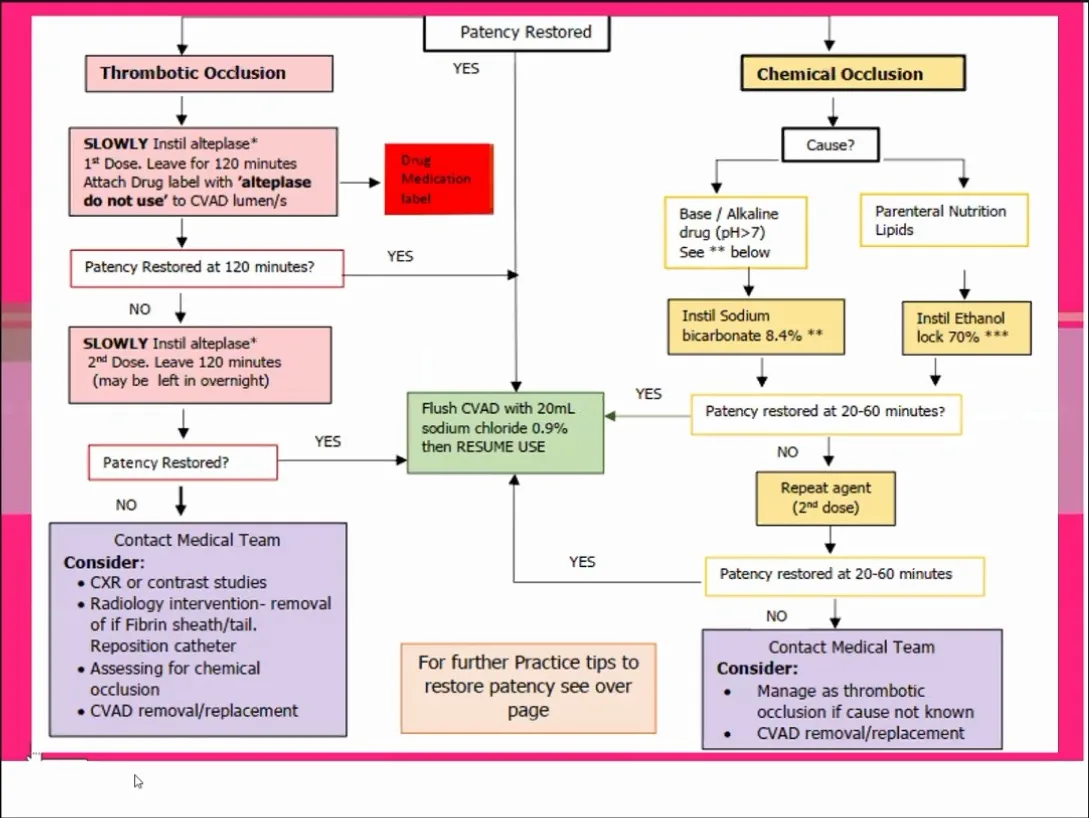 Patency Restored
YES
Thrombotic Occlusion
SLOWLY Instil alteplase*
1st Dose. Leave for 120 minutes
Attach Drug label with ‘alteplase
do not use’ to CVAD lumen/s
Drug
Medication
label
Patency Restored at 120 minutes?
YES
NO
SLOWLY Instil alteplase*
2nd Dose. Leave 120 minutes
(may be left in overnight)
Patency Restored?
YES
NO
Contact Medical Team
Consider:
• CXR or contrast studies
• Radiology intervention- removal
of if Fibrin sheath/tail.
Reposition catheter
• Assessing for chemical
occlusion
• CVAD removal/replacement
Flush CVAD with 20mL
sodium chloride 0.9%
then RESUME USE
For further Practice tips to
restore patency see over
page
Chemical Occlusion
Cause?
Base / Alkaline
drug (pH>7)
See ** below
Parenteral Nutrition
Lipids
Instil Sodium
bicarbonate 8.4% **
Instil Ethanol
lock 70% ***
Patency restored at 20-60 minutes?
YES
NO
Repeat agent
(2nd dose)
Patency restored at 20-60 minutes
YES
NO
Contact Medical Team
Consider:
• Manage as thrombotic
occlusion if cause not known
• CVAD removal/replacement